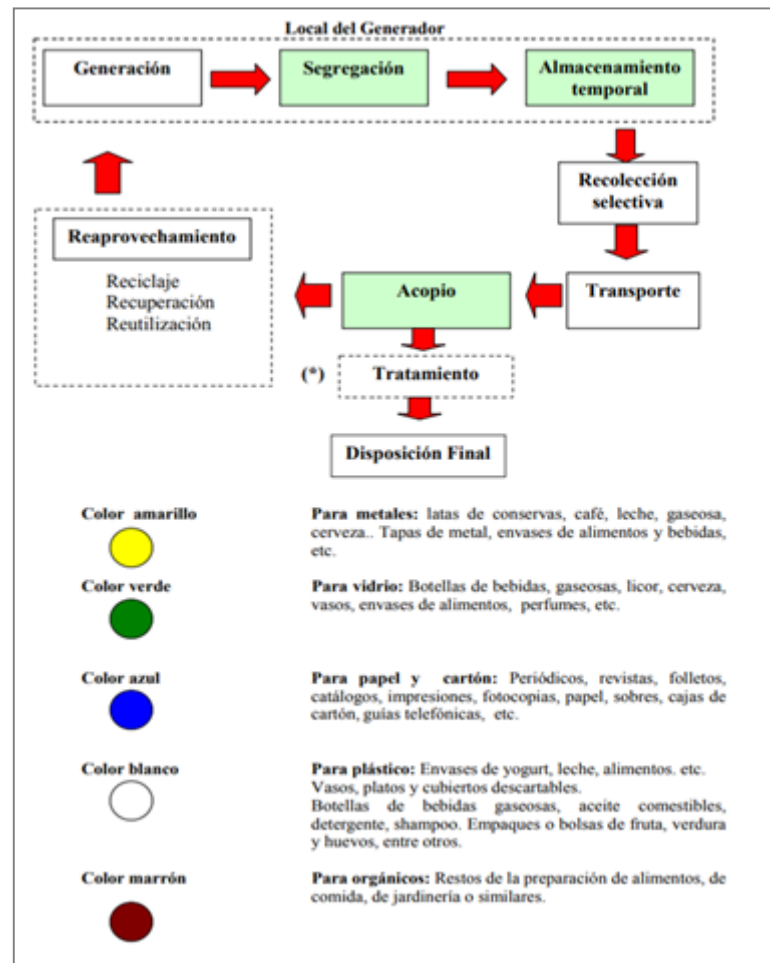 Local del Generador
Generación
Segregación
Almacenamiento
temporal
Recolección
selectiva
Reaprovechamiento
Reciclaje
Recuperación
Reutilización
Acopio
Transporte
(*)
Tratamiento
Disposición Final
Color amarillo
Para metales: latas de conservas, café, leche, gaseosa,
cerveza.. Tapas de metal, envases de alimentos y bebidas,
etc.
Color verde
Para vidrio: Botellas de bebidas, gaseosas, licor, cerveza,
vasos, envases de alimentos, perfumes, etc.
Color azul
Para papel y cartón: Periódicos, revistas, folletos,
catálogos, impresiones, fotocopias, papel, sobres, cajas de
cartón, guías telefónicas, etc.
Color blanco
Para plástico: Envases de yogurt, leche, alimentos. etc.
Vasos, platos y cubiertos descartables.
Botellas de bebidas gaseosas, aceite comestibles,
detergente, shampoo. Empaques o bolsas de fruta, verdura
y huevos, entre otros.
Color marrón
Para orgánicos: Restos de la preparación de alimentos, de
comida, de jardinería o similares.